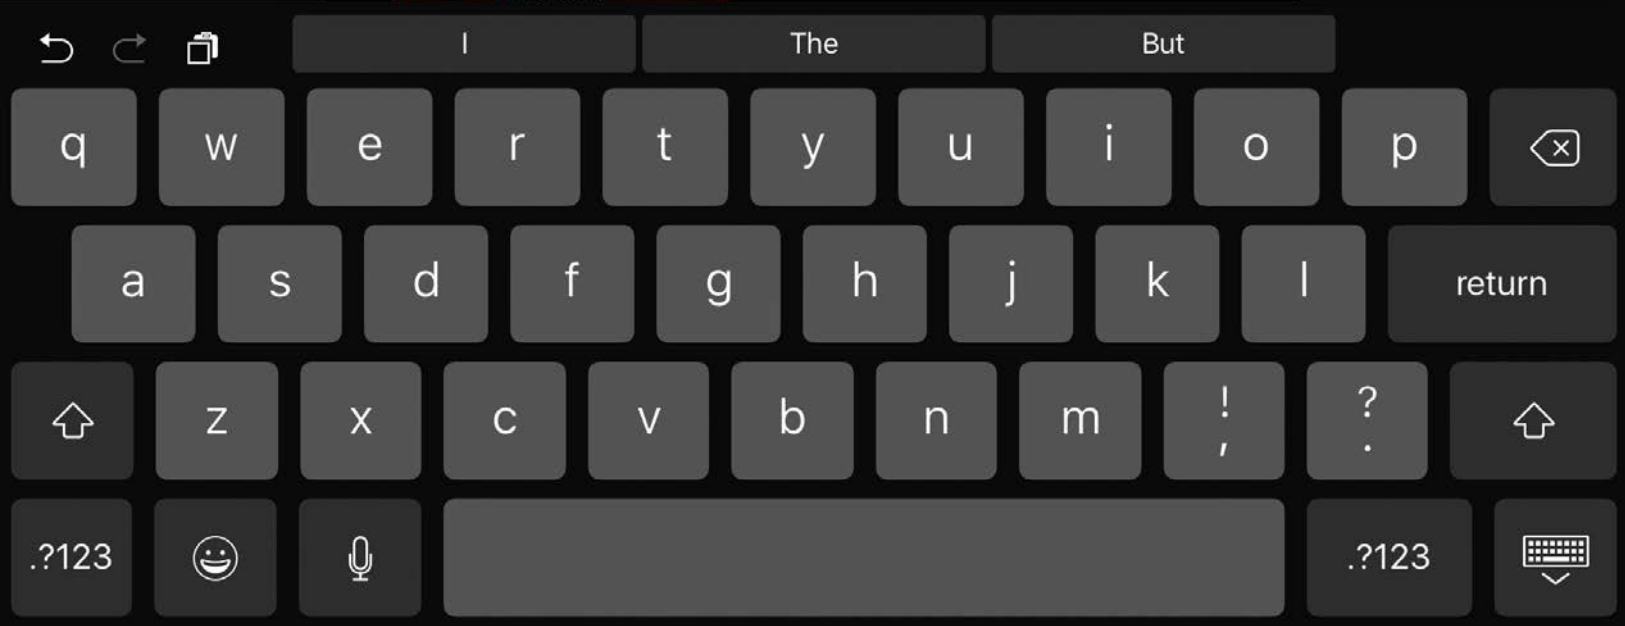 I The But
q w e r t y u i o p
a s d f g h j k l return
z x c v b n m ! , ? .
.?123 .?123